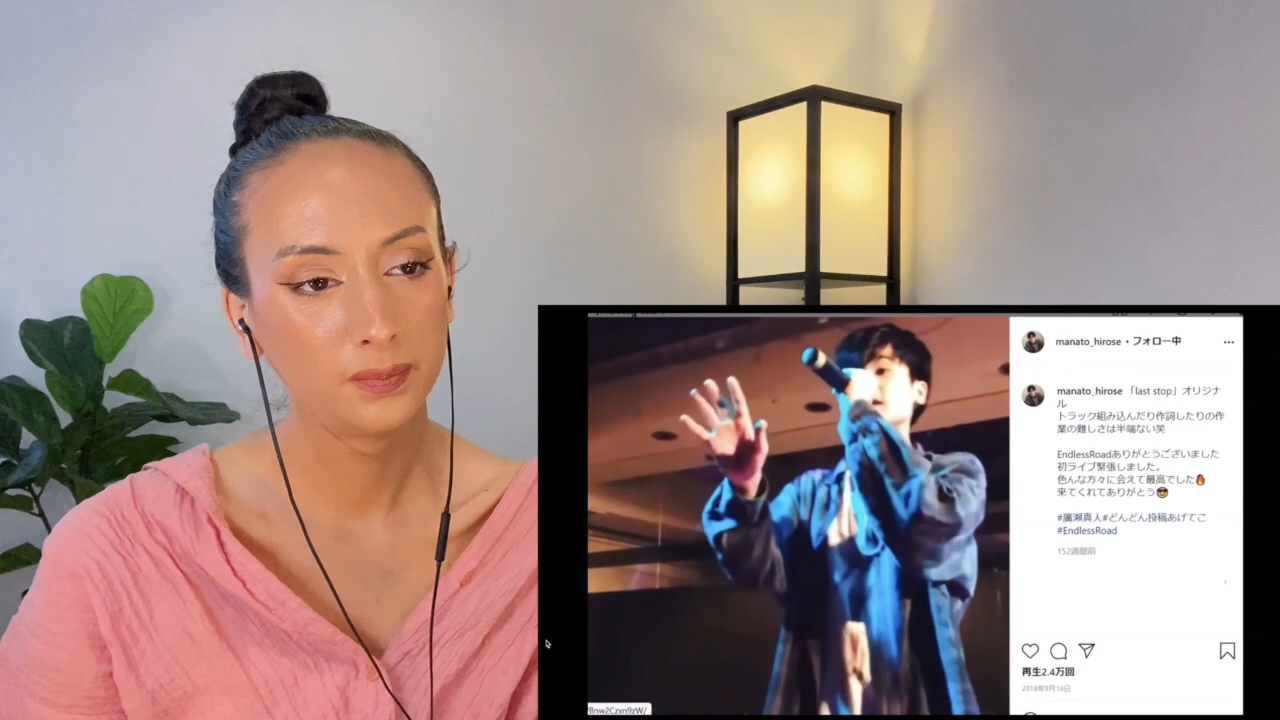 manato_hirose • フォロー中
manato_hirose 「last stop」オリジナ
ル
トラック組み込んだり作詞したりの作
業の難しさは半端ない笑
EndlessRoadありがとうございました
初ライブ緊張しました。
色んな方々に会えて最高でした🔥
来てくれてありがとう😎
#廣瀬真人#どんどん投稿あげてこ
#EndlessRoad
152週間前
再生2.4万回
2018年9月16日
/Bnw2Czxn9zW/